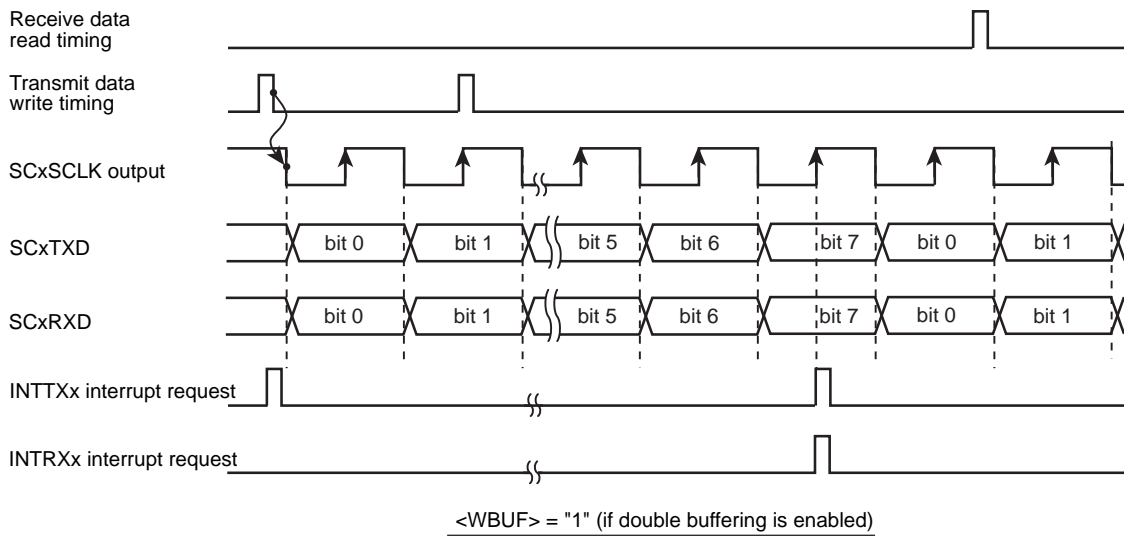 Receive data
read timing
Transmit data
write timing
SCxSCLK output
SCxTXD
bit 0
bit 1
bit 5
bit 6
bit 7
bit 0
bit 1
SCxRXD
bit 0
bit 1
bit 5
bit 6
bit 7
bit 0
bit 1
INTTXx interrupt request
INTRXx interrupt request
<WBUF> = "1" (if double buffering is enabled)